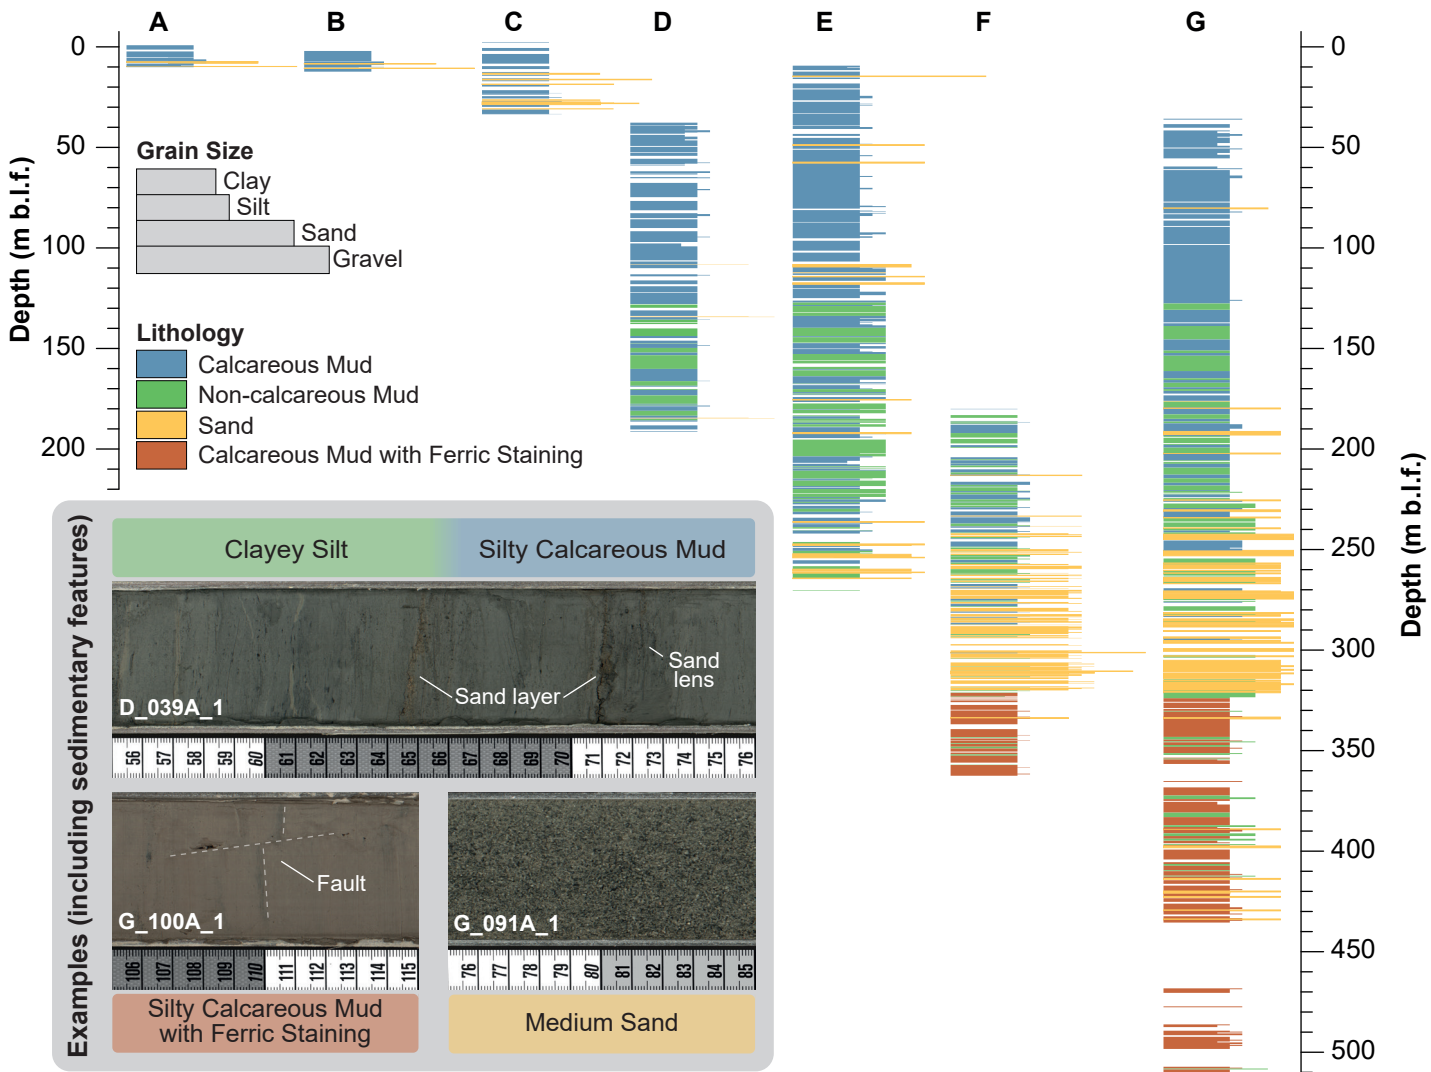 A B C D E F G
0
50
100
150
200
Depth (m b.l.f.)
Grain Size
Clay
Silt
Sand
Gravel
Lithology
Calcareous Mud
Non-calcareous Mud
Sand
Calcareous Mud with Ferric Staining
0
50
100
150
200
250
300
350
400
450
500
Depth (m b.l.f.)
Examples (including sedimentary features)
Clayey Silt
Silty Calcareous Mud
Sand layer
Sand
lens
D_039A_1
56 57 58 59 60 61 62 63 64 65 66 67 68 69 70 71 72 73 74 75 76
Fault
G_100A_1
106 107 108 109 110 111 112 113 114 115
Silty Calcareous Mud
with Ferric Staining
G_091A_1
76 77 78 79 80 81 82 83 84 85
Medium Sand